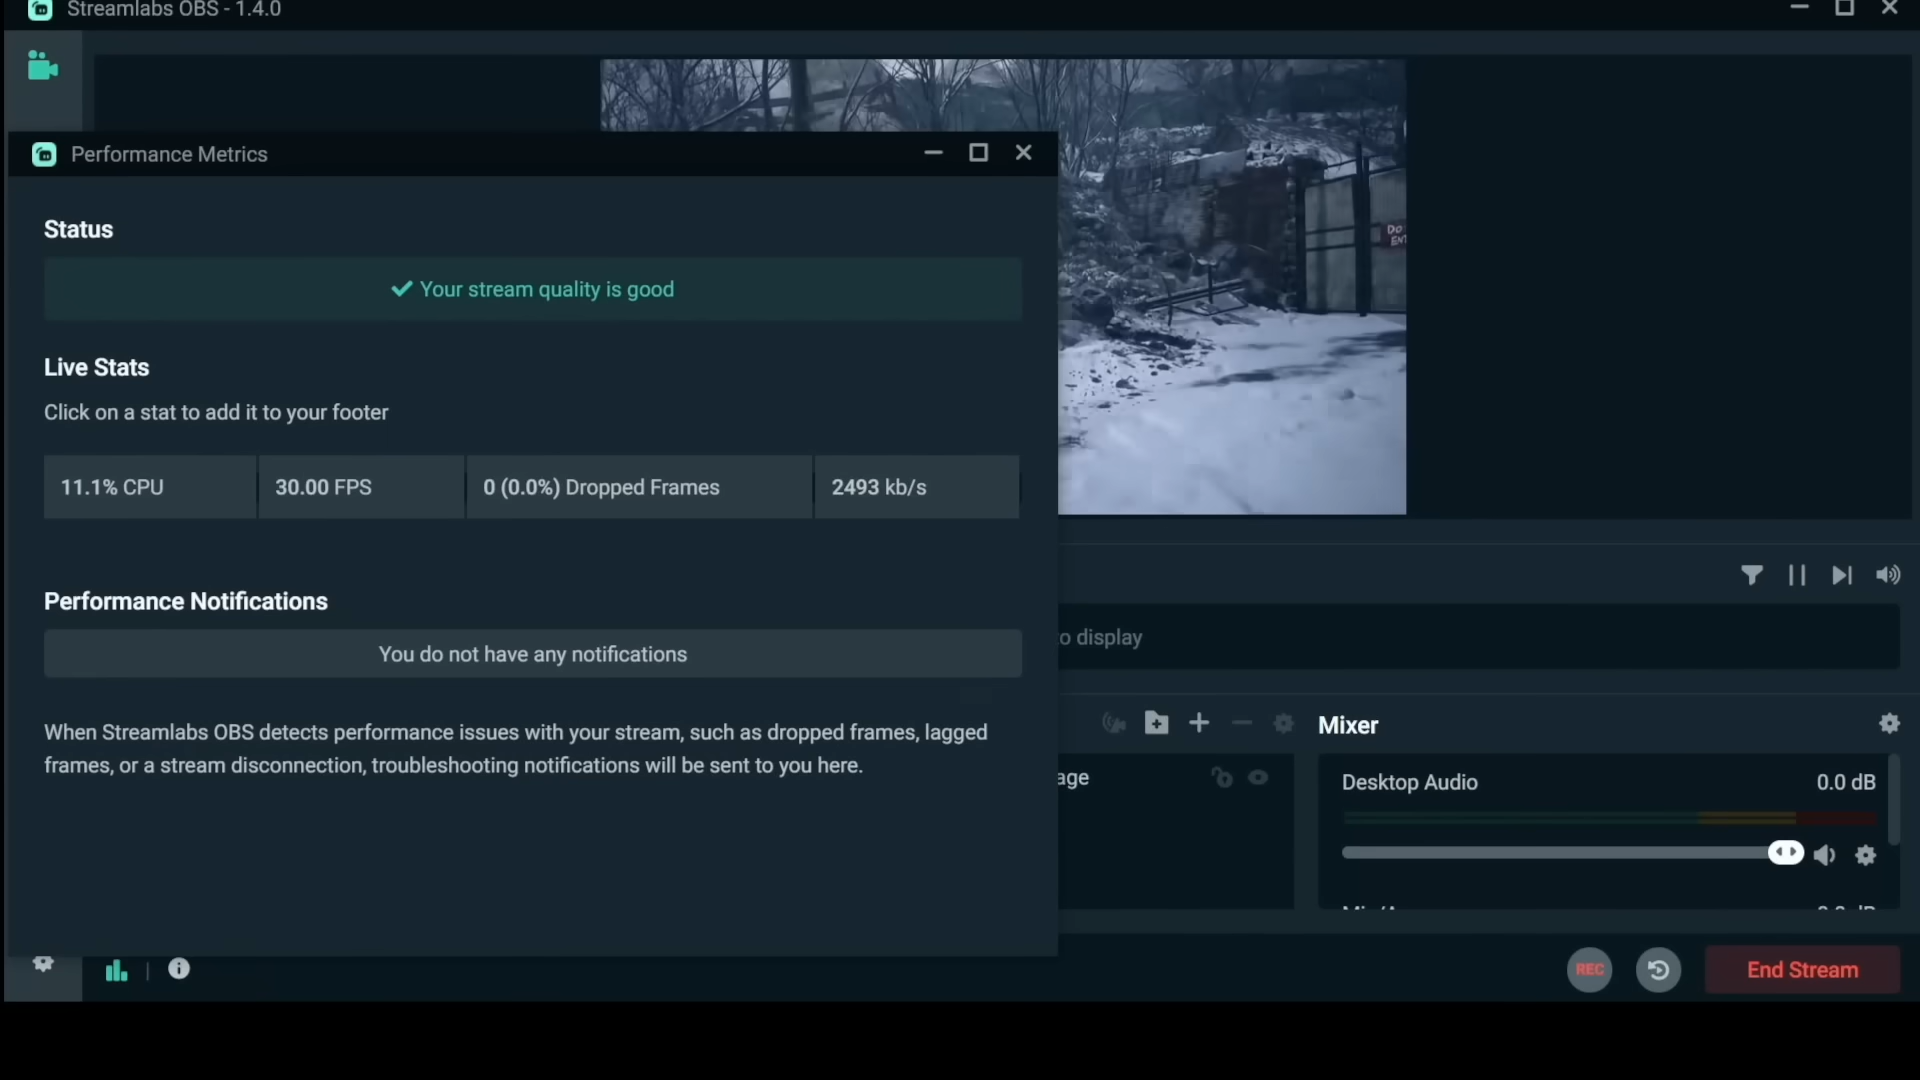 Streamlabs OBS - 1.4.0
DO
ENT
Performance Metrics
Status
Your stream quality is good
Live Stats
Click on a stat to add it to your footer
11.1% CPU
30.00 FPS
0 (0.0%) Dropped Frames
2493 kb/s
Performance Notifications
You do not have any notifications
o display
When Streamlabs OBS detects performance issues with your stream, such as dropped frames, lagged
frames, or a stream disconnection, troubleshooting notifications will be sent to you here.
age
Mixer
Desktop Audio
0.0 dB
REC
End Stream